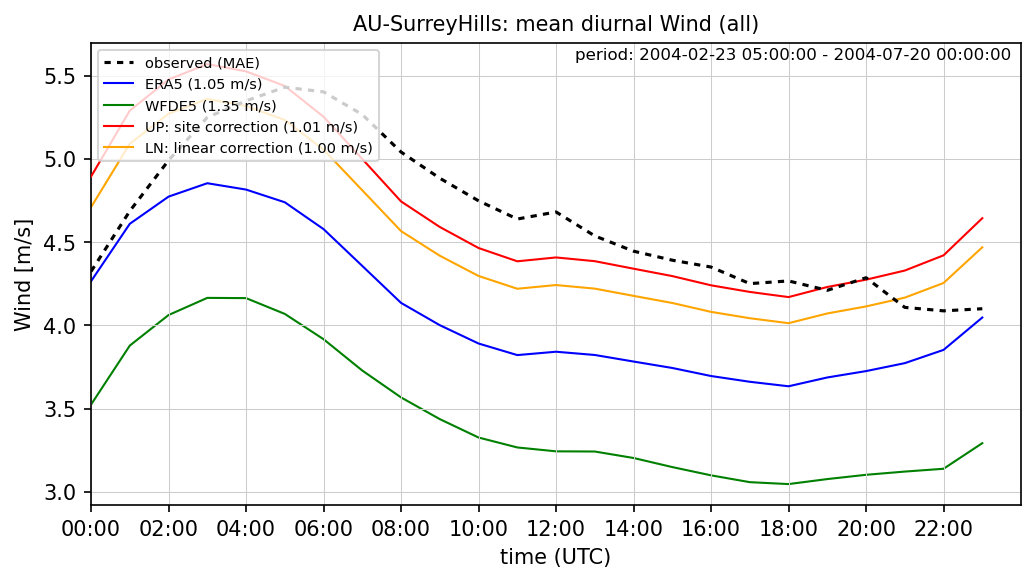 AU-SurreyHills: mean diurnal Wind (all)
period: 2004-02-23 05:00:00 - 2004-07-20 00:00:00
observed (MAE)
ERA5 (1.05 m/s)
WFDE5 (1.35 m/s)
UP: site correction (1.01 m/s)
LN: linear correction (1.00 m/s)
Wind [m/s]
5.5
5.0
4.5
4.0
3.5
3.0
00:00 02:00 04:00 06:00 08:00 10:00 12:00 14:00 16:00 18:00 20:00 22:00
time (UTC)